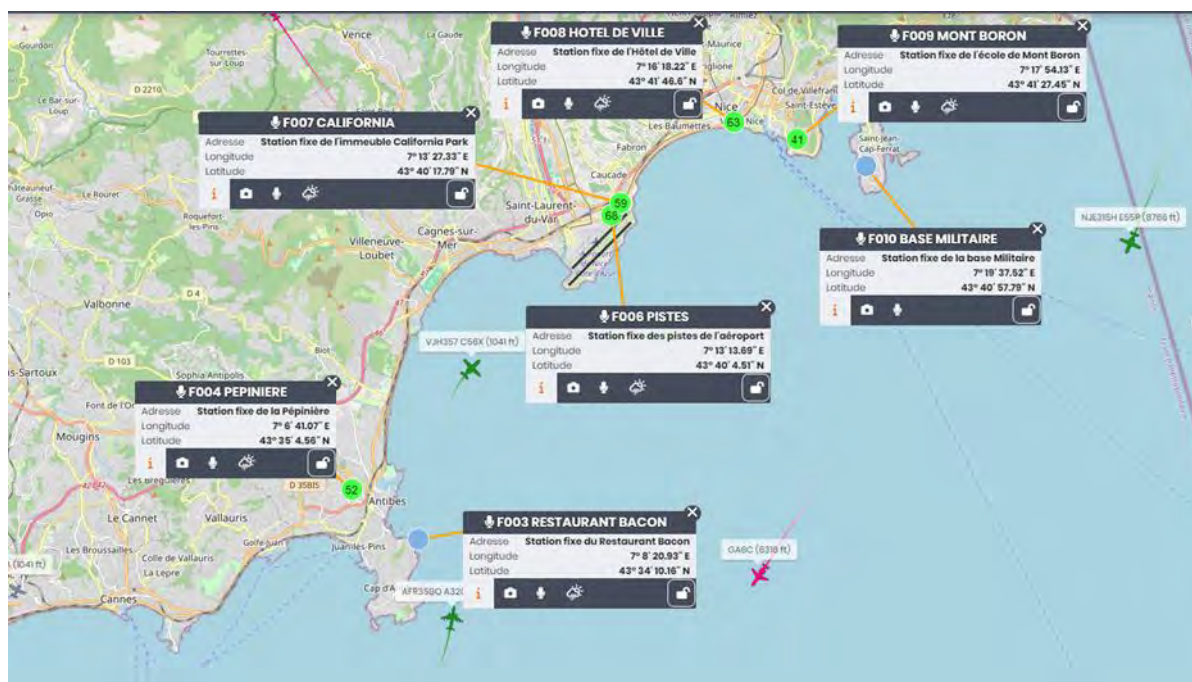 Gourdon
Tourrettes-
sur Loup
Vence
La Gaude
D 2210
Le Bar-sur-
Loup
F008 HOTEL DE VILLE
Adresse Station fixe de l'Hôtel de Ville
Longitude 7° 16' 18.22" E
Latitude 43° 41' 46.6" N
i
F009 MONT BORON
Adresse Station fixe de l'école de Mont Boron
Longitude 7° 17' 54.13" E
Latitude 43° 41' 27.45" N
i
Nice
Les Baumettes
Nice
53
41
Saint-Jean-
Cap-Ferrat
Fabron
F007 CALIFORNIA
Adresse Station fixe de l'immeuble California Park
Longitude 7° 13' 27.33" E
Latitude 43° 40' 17.79" N
i
Caucade
Saint-Laurent-
du-Var
59
68
Le Rouret
Opio
Roquefort-
les-Pins
Cagnes-sur-
Mer
Villeneuve-
Loubet
NJE315H E55P (8766 ft)
F010 BASE MILITAIRE
Adresse Station fixe de la base Militaire
Longitude 7° 19' 37.52" E
Latitude 43° 40' 57.79" N
i
D 4
Valbonne
F006 PISTES
Adresse Station fixe des pistes de l'aéroport
Longitude 7° 13' 13.69" E
Latitude 43° 40' 4.51" N
i
VJH357 C56X (1041 ft)
D 103
Biot
Sophia Antipolis
F004 PEPINIERE
Adresse Station fixe de la Pépinière
Longitude 7° 6' 41.07" E
Latitude 43° 35' 4.56" N
i
Mougins
Les Bréguières
D 35BIS
52
Antibes
Le Cannet
Vallauris
Golfe-Juan
Juan-les-Pins
F003 RESTAURANT BACON
Adresse Station fixe du Restaurant Bacon
Longitude 7° 8' 20.93" E
Latitude 43° 34' 10.16" N
i
Les Broussailles
Colle de Vallauris
La Lepre
(1041 ft)
Cannes
Cap d'A
GABC (6318 ft)